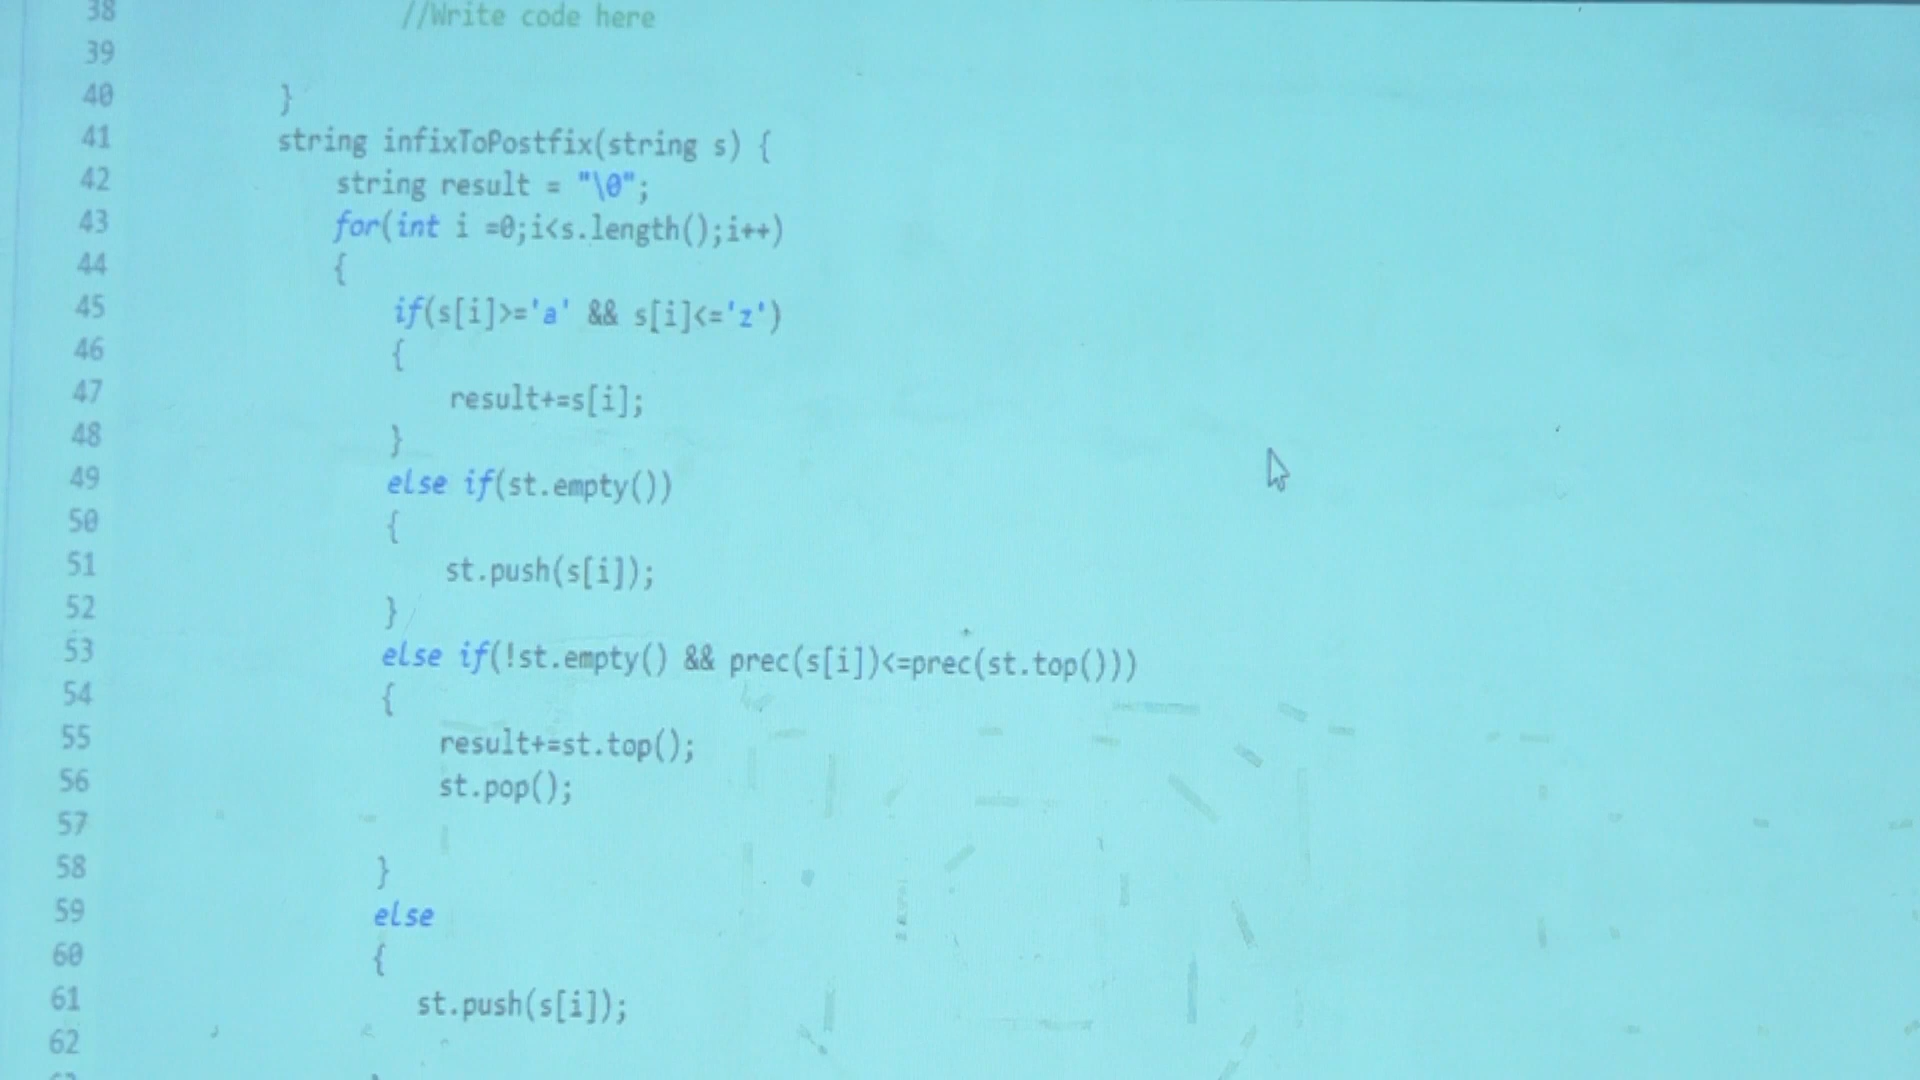 38 //Write code here
39
40 }
41 string infixToPostfix(string s) {
42 string result = "\0";
43 for(int i =0;i<s.length();i++)
44 {
45 if(s[i]>='a' && s[i]<='z')
46 {
47 result+=s[i];
48 }
49 else if(st.empty())
50 {
51 st.push(s[i]);
52 }
53 else if(!st.empty() && prec(s[i])<=prec(st.top()))
54 {
55 result+=st.top();
56 st.pop();
57
58 }
59 else
60 {
61 st.push(s[i]);
62